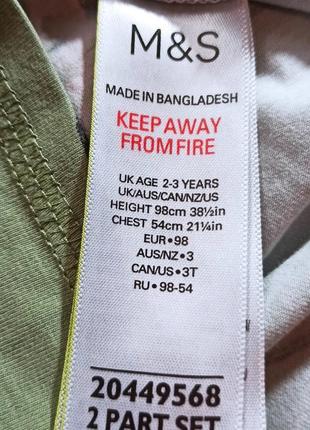 M&S
MADE IN BANGLADESH
KEEP AWAY
FROM FIRE
UK AGE 2-3 YEARS
UK/AUS/CAN/NZ/US
HEIGHT 98cm 38½in
CHEST 54cm 21¼in
EUR•98
AUS/NZ•3
CAN/US•3T
RU•98-54
20449568
2 PART SET